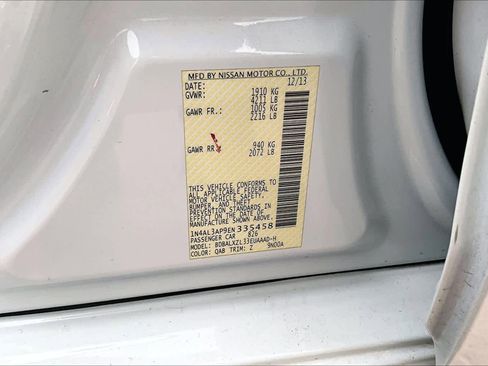 MFD BY NISSAN MOTOR CO., LTD.
DATE: 12/13
GVWR: 1910 KG
4211 LB
GAWR FR.: 1005 KG
2216 LB
GAWR RR. 940 KG
2072 LB
THIS VEHICLE CONFORMS TO
ALL APPLICABLE FEDERAL
MOTOR VEHICLE SAFETY,
BUMPER, AND THEFT
PREVENTION STANDARDS
IN EFFECT ON THE DATE OF
MANUFACTURE SHOWN ABOVE.
1N4AL3AP9EN335458
PASSENGER CAR 826
MODEL: BDBALXZL33EUAAAD-H
COLOR: QAB TRIM: Z 9N00A